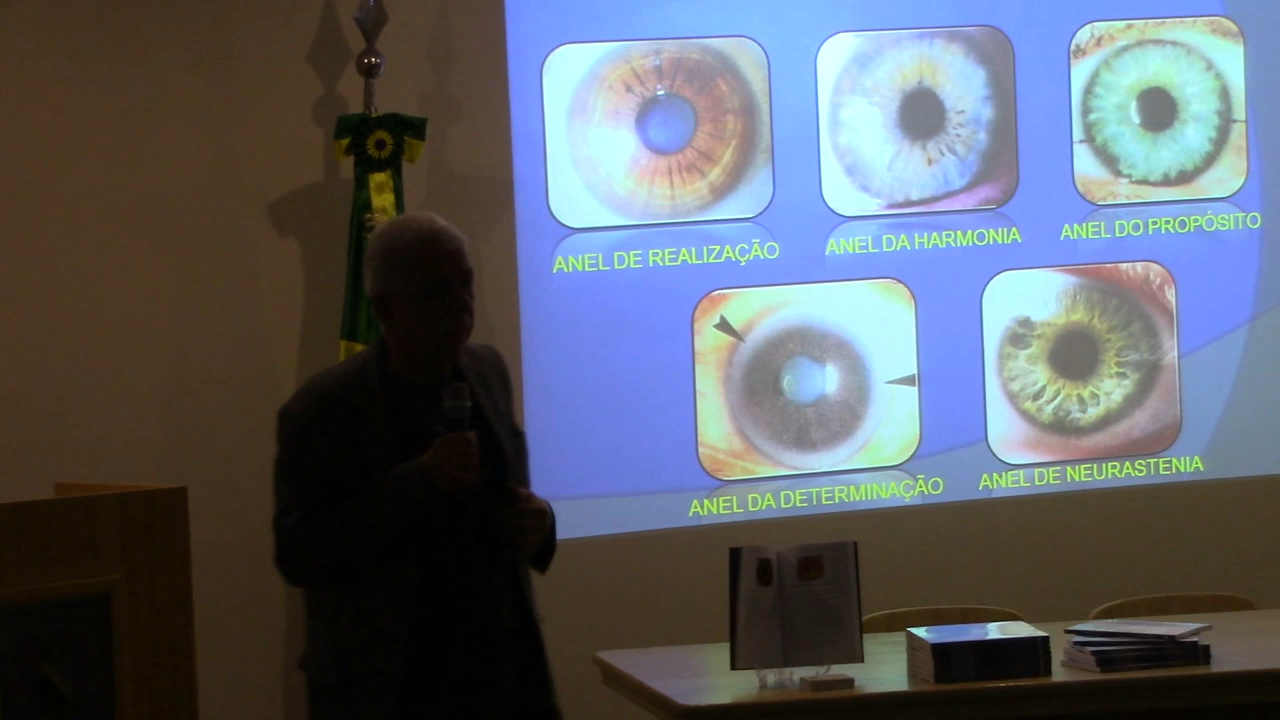 ANEL DE REALIZAÇÃO
ANEL DA HARMONIA
ANEL DO PROPÓSITO
ANEL DA DETERMINAÇÃO
ANEL DE NEURASTENIA